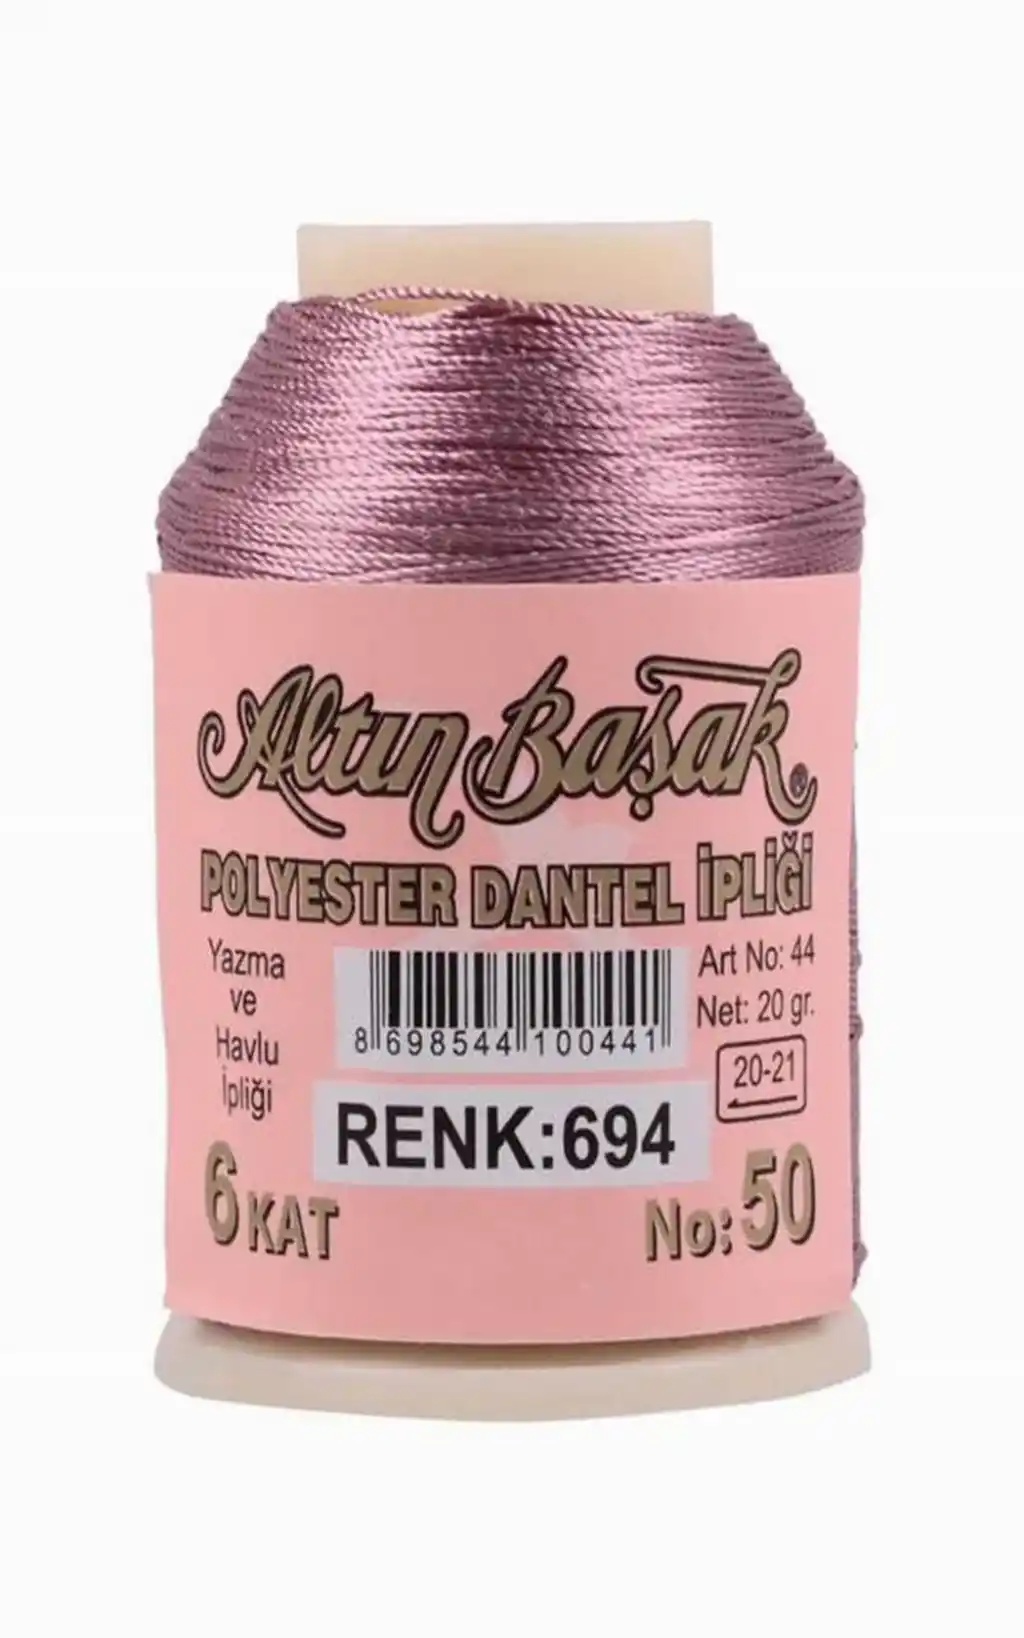 Altın Başak®
POLYESTER DANTEL İPLİĞİ
Yazma
ve
Havlu
İpliği
8 698544 100441
Art No: 44
Net: 20 gr.
20-21
RENK:694
6 KAT
No: 50